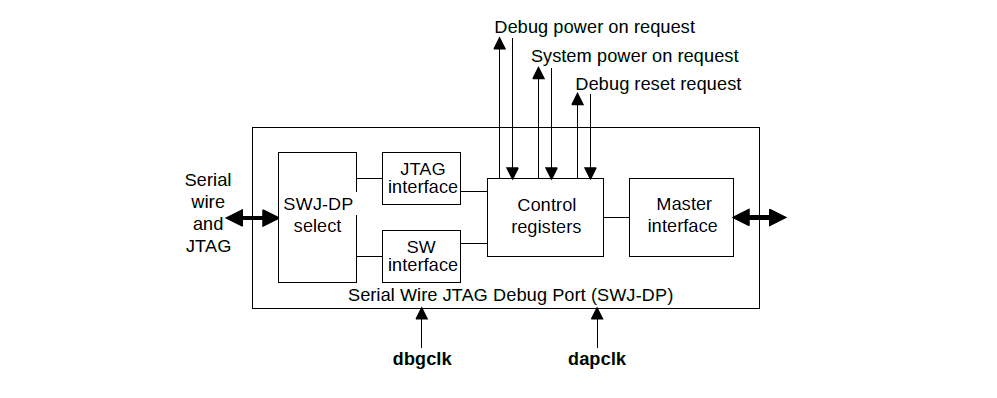 Debug power on request
System power on request
Debug reset request
Serial
wire
and
JTAG
SWJ-DP
select
JTAG
interface
SW
interface
Control
registers
Master
interface
Serial Wire JTAG Debug Port (SWJ-DP)
dbgclk
dapclk